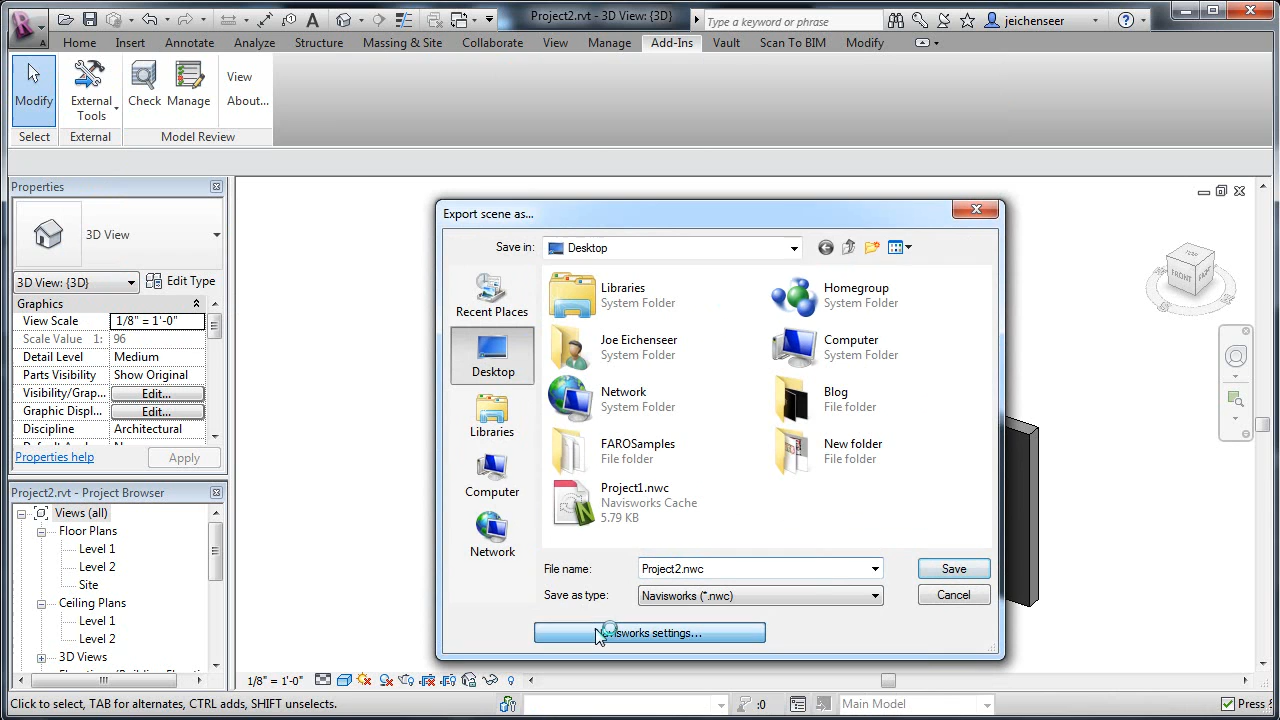 Project2.rvt - 3D View: {3D}
Type a keyword or phrase
jeichenseer
Home Insert Annotate Analyze Structure Massing & Site Collaborate View Manage Add-Ins Vault Scan To BIM Modify
Modify
External
Tools
Check
Manage
View
About...
Select
External
Model Review
Properties
3D View
3D View: {3D}
Edit Type
Graphics
View Scale 1/8" = 1'-0"
Scale Value 1: 96
Detail Level Medium
Parts Visibility Show Original
Visibility/Grap... Edit...
Graphic Displ... Edit...
Discipline Architectural
Properties help
Apply
Project2.rvt - Project Browser
Views (all)
Floor Plans
Level 1
Level 2
Site
Ceiling Plans
Level 1
Level 2
3D Views
Export scene as...
Save in: Desktop
Recent Places
Desktop
Libraries
Computer
Network
Libraries
System Folder
Homegroup
System Folder
Joe Eichenseer
System Folder
Computer
System Folder
Network
System Folder
Blog
File folder
FAROSamples
File folder
New folder
File folder
Project1.nwc
Navisworks Cache
5.79 KB
File name: Project2.nwc
Save
Save as type: Navisworks (*.nwc)
Cancel
isworks settings...
TOP
FRONT
1/8" = 1'-0"
Click to select, TAB for alternates, CTRL adds, SHIFT unselects.
:0
Main Model
Press